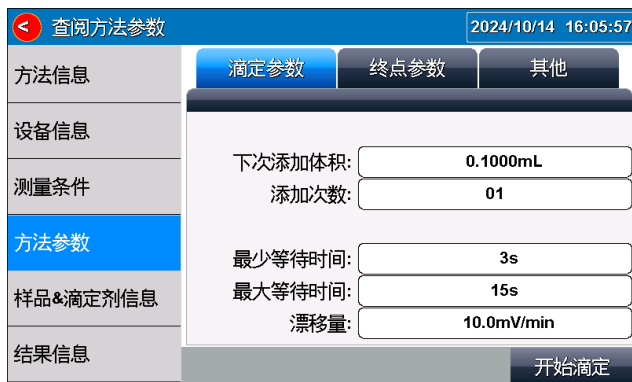 < 查阅方法参数 2024/10/14 16:05:57
方法信息
设备信息
测量条件
方法参数
样品&滴定剂信息
结果信息
滴定参数 终点参数 其他
下次添加体积: 0.1000mL
添加次数: 01
最少等待时间: 3s
最大等待时间: 15s
漂移量: 10.0mV/min
开始滴定